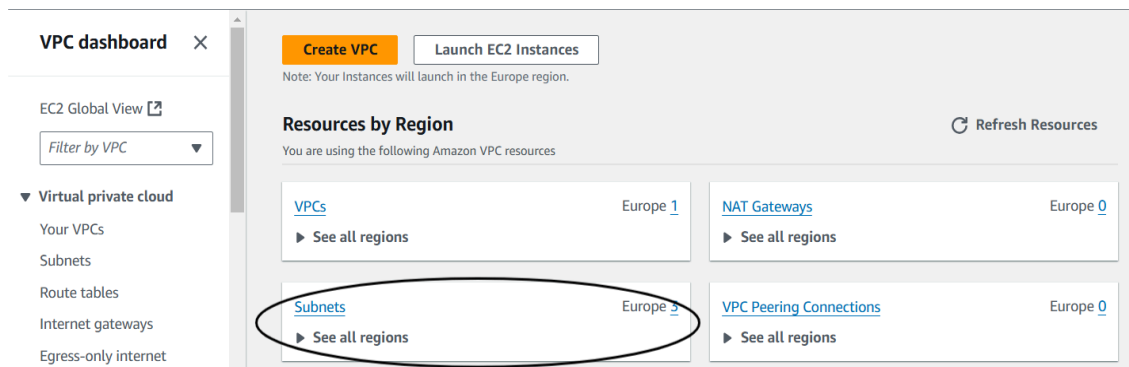 VPC dashboard
EC2 Global View
Filter by VPC
Virtual private cloud
Your VPCs
Subnets
Route tables
Internet gateways
Egress-only internet
Create VPC
Launch EC2 Instances
Note: Your Instances will launch in the Europe region.
Resources by Region
Refresh Resources
You are using the following Amazon VPC resources
VPCs Europe 1
See all regions
NAT Gateways Europe 0
See all regions
Subnets Europe 3
See all regions
VPC Peering Connections Europe 0
See all regions